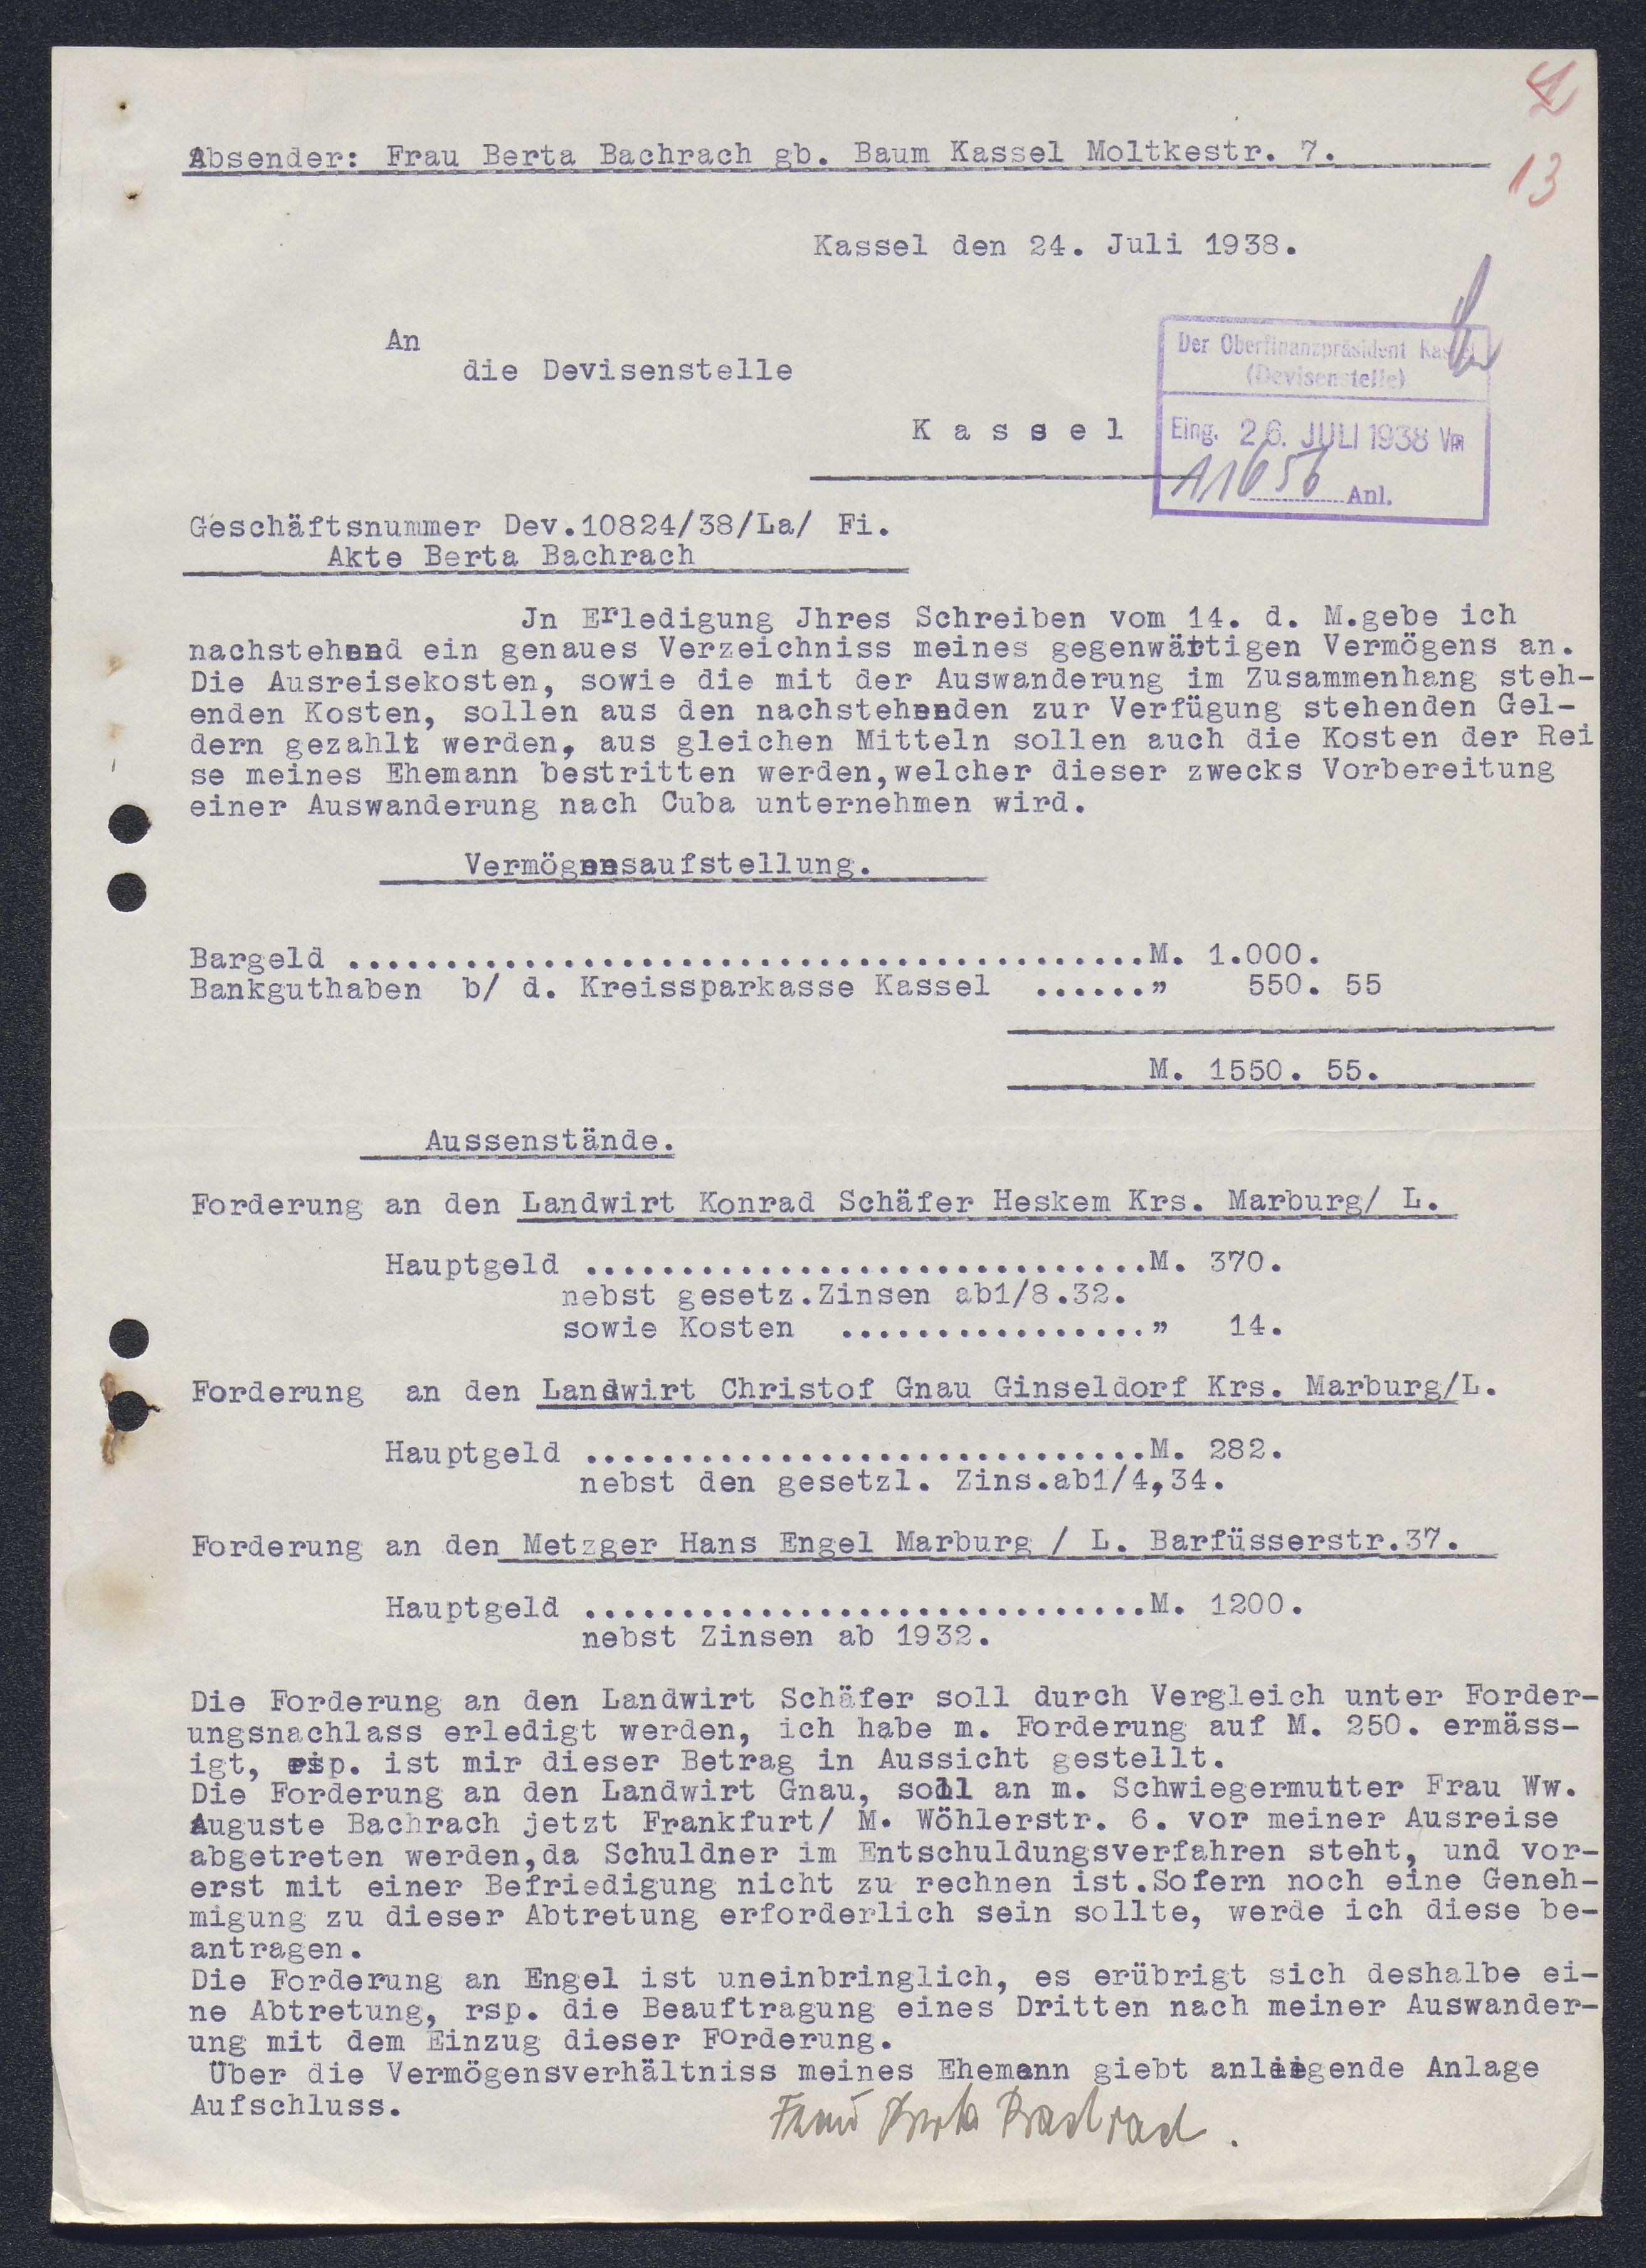 13
Absender: Frau Berta Bachrach gb. Baum Kassel Moltkestr. 7.
Kassel den 24. Juli 1938.
An
die Devisenstelle
K a s s e l
Der Oberfinanzpräsident Kassel
(Devisenstelle)
Eing. 26. JULI 1938 Vm
11656 Anl.
Geschäftsnummer Dev.10824/38/La/ Fi.
Akte Berta Bachrach
Jn Erledigung Jhres Schreiben vom 14. d. M.gebe ich
nachstehend ein genaues Verzeichniss meines gegenwärtigen Vermögens an.
Die Ausreisekosten, sowie die mit der Auswanderung im Zusammenhang steh-
enden Kosten, sollen aus den nachstehenden zur Verfügung stehenden Gel-
dern gezahlt werden, aus gleichen Mitteln sollen auch die Kosten der Rei
se meines Ehemann bestritten werden,welcher dieser zwecks Vorbereitung
einer Auswanderung nach Cuba unternehmen wird.
Vermögensaufstellung.
Bargeld .........................................M. 1.000.
Bankguthaben b/ d. Kreissparkasse Kassel ......" 550. 55
M. 1550. 55.
Aussenstände.
Forderung an den Landwirt Konrad Schäfer Heskem Krs. Marburg/ L.
Hauptgeld .............................M. 370.
nebst gesetz.Zinsen ab1/8.32.
sowie Kosten ................" 14.
Forderung an den Landwirt Christof Gnau Ginseldorf Krs. Marburg/L.
Hauptgeld .............................M. 282.
nebst den gesetzl. Zins.ab1/4,34.
Forderung an den Metzger Hans Engel Marburg / L. Barfüsserstr.37.
Hauptgeld .............................M. 1200.
nebst Zinsen ab 1932.
Die Forderung an den Landwirt Schäfer soll durch Vergleich unter Forder-
ungsnachlass erledigt werden, ich habe m. Forderung auf M. 250. ermäss-
igt, rsp. ist mir dieser Betrag in Aussicht gestellt.
Die Forderung an den Landwirt Gnau, soll an m. Schwiegermutter Frau Ww.
Auguste Bachrach jetzt Frankfurt/ M. Wöhlerstr. 6. vor meiner Ausreise
abgetreten werden,da Schuldner im Entschuldungsverfahren steht, und vor-
erst mit einer Befriedigung nicht zu rechnen ist.Sofern noch eine Geneh-
migung zu dieser Abtretung erforderlich sein sollte, werde ich diese be-
antragen.
Die Forderung an Engel ist uneinbringlich, es erübrigt sich deshalbe ei-
ne Abtretung, rsp. die Beauftragung eines Dritten nach meiner Auswander-
ung mit dem Einzug dieser Forderung.
Über die Vermögensverhältniss meines Ehemann giebt anliegende Anlage
Aufschluss.
Frau Berta Bachrach.